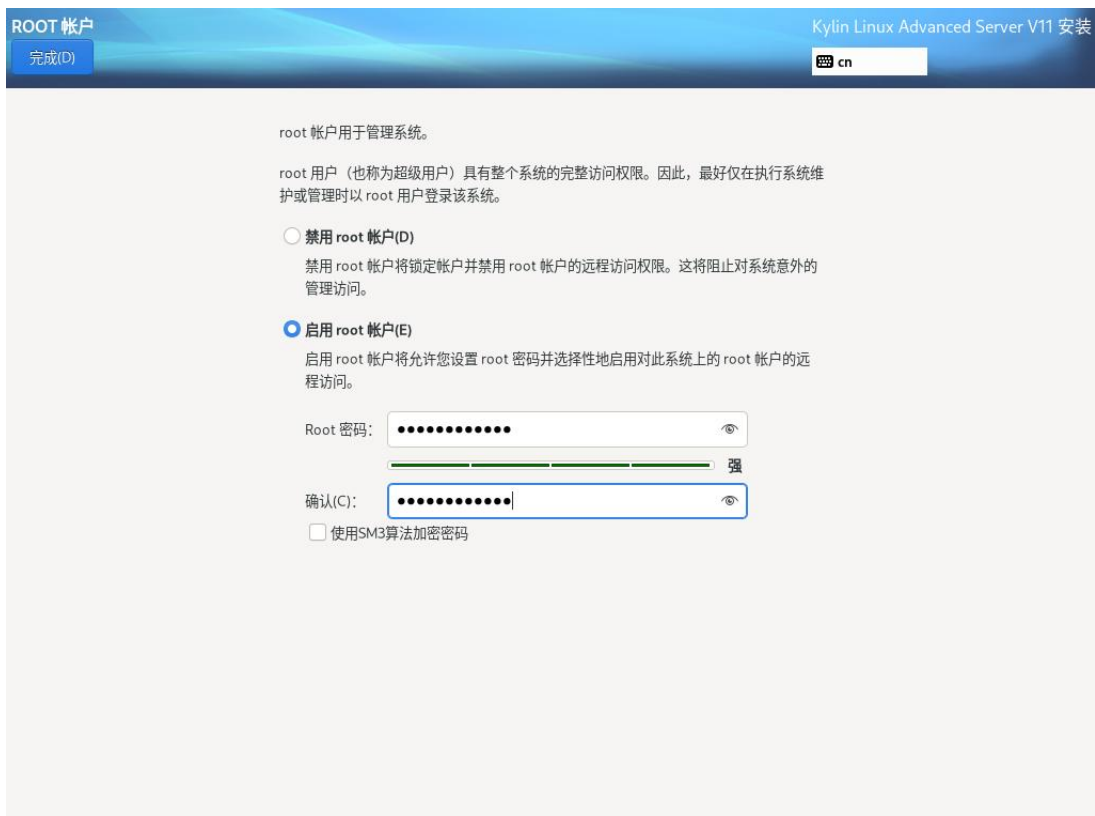 ROOT 帐户
Kylin Linux Advanced Server V11 安装
完成(D)
cn
root 帐户用于管理系统。
root 用户（也称为超级用户）具有整个系统的完整访问权限。因此，最好仅在执行系统维
护或管理时以 root 用户登录该系统。
禁用 root 帐户(D)
禁用 root 帐户将锁定帐户并禁用 root 帐户的远程访问权限。这将阻止对系统意外的
管理访问。
启用 root 帐户(E)
启用 root 帐户将允许您设置 root 密码并选择性地启用对此系统上的 root 帐户的远
程访问。
Root 密码： ●●●●●●●●●●●●
强
确认(C)： ●●●●●●●●●●●●
使用SM3算法加密密码